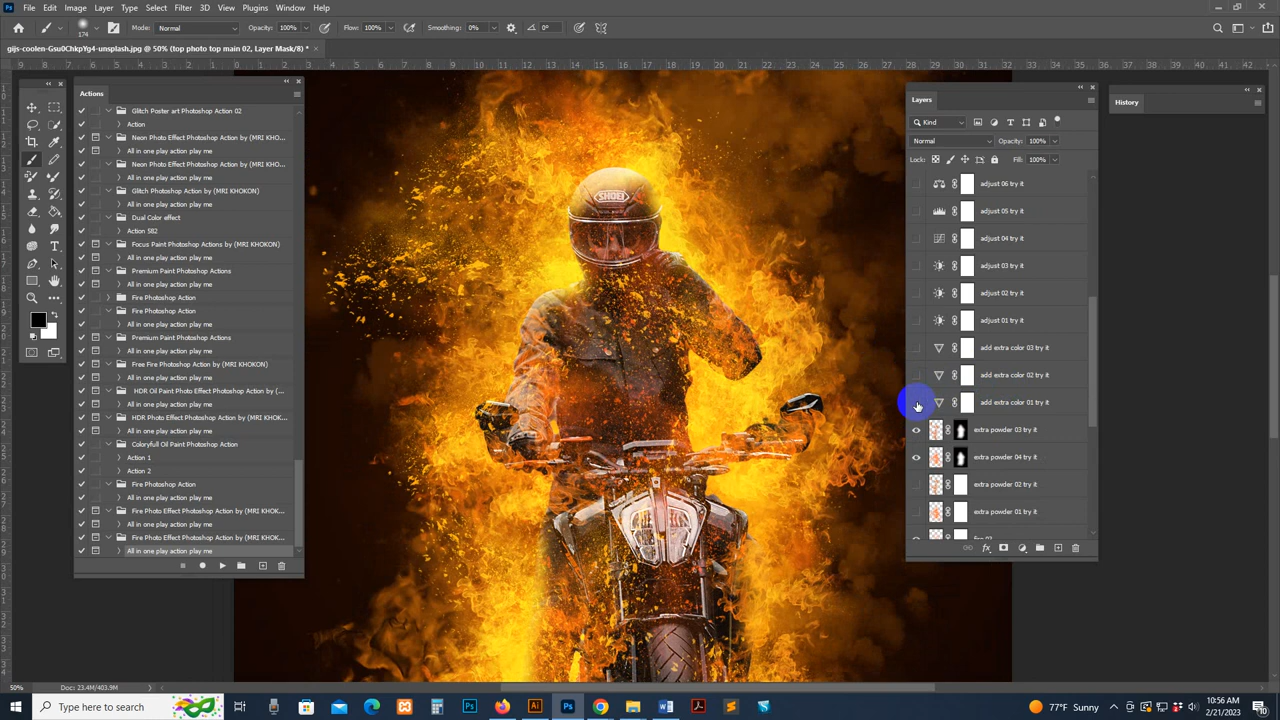 Ps File Edit Image Layer Type Select Filter 3D View Plugins Window Help
Mode: Normal Opacity: 100% Flow: 100% Smoothing: 0% 0°
174
gijs-coolen-Gsu0ChkpYg4-unsplash.jpg @ 50% (top photo top main 02, Layer Mask/8) * ×
Actions
Glitch Poster art Photoshop Action 02
Action
Neon Photo Effect Photoshop Action by (MRI KHO...
All in one play action play me
Neon Photo Effect Photoshop Action by (MRI KHO...
All in one play action play me
Glitch Photoshop Action by (MRI KHOKON)
All in one play action play me
Dual Color effect
Action 582
Focus Paint Photoshop Actions by (MRI KHOKON)
All in one play action play me
Premium Paint Photoshop Actions
All in one play action play me
Fire Photoshop Action
Fire Photoshop Action
All in one play action play me
Premium Paint Photoshop Actions
All in one play action play me
Free Fire Photoshop Action by (MRI KHOKON)
All in one play action play me
HDR Oil Paint Photo Effect Photoshop Action by (...
All in one play action play me
HDR Photo Effect Photoshop Action by (MRI KHOK...
All in one play action play me
Coloryfull Oil Paint Photoshop Action
Action 1
Action 2
Fire Photoshop Action
All in one play action play me
Fire Photo Effect Photoshop Action by (MRI KHOK...
All in one play action play me
Fire Photo Effect Photoshop Action by (MRI KHOK...
All in one play action play me
SHOEI
Layers
Kind
Normal Opacity: 100%
Lock: Fill: 100%
adjust 06 try it
adjust 05 try it
adjust 04 try it
adjust 03 try it
adjust 02 try it
adjust 01 try it
add extra color 03 try it
add extra color 02 try it
add extra color 01 try it
extra powder 03 try it
extra powder 04 try it
extra powder 02 try it
extra powder 01 try it
History
50% Doc: 23.4M/403.9M
Type here to search
77°F Sunny
10:56 AM
2/21/2023